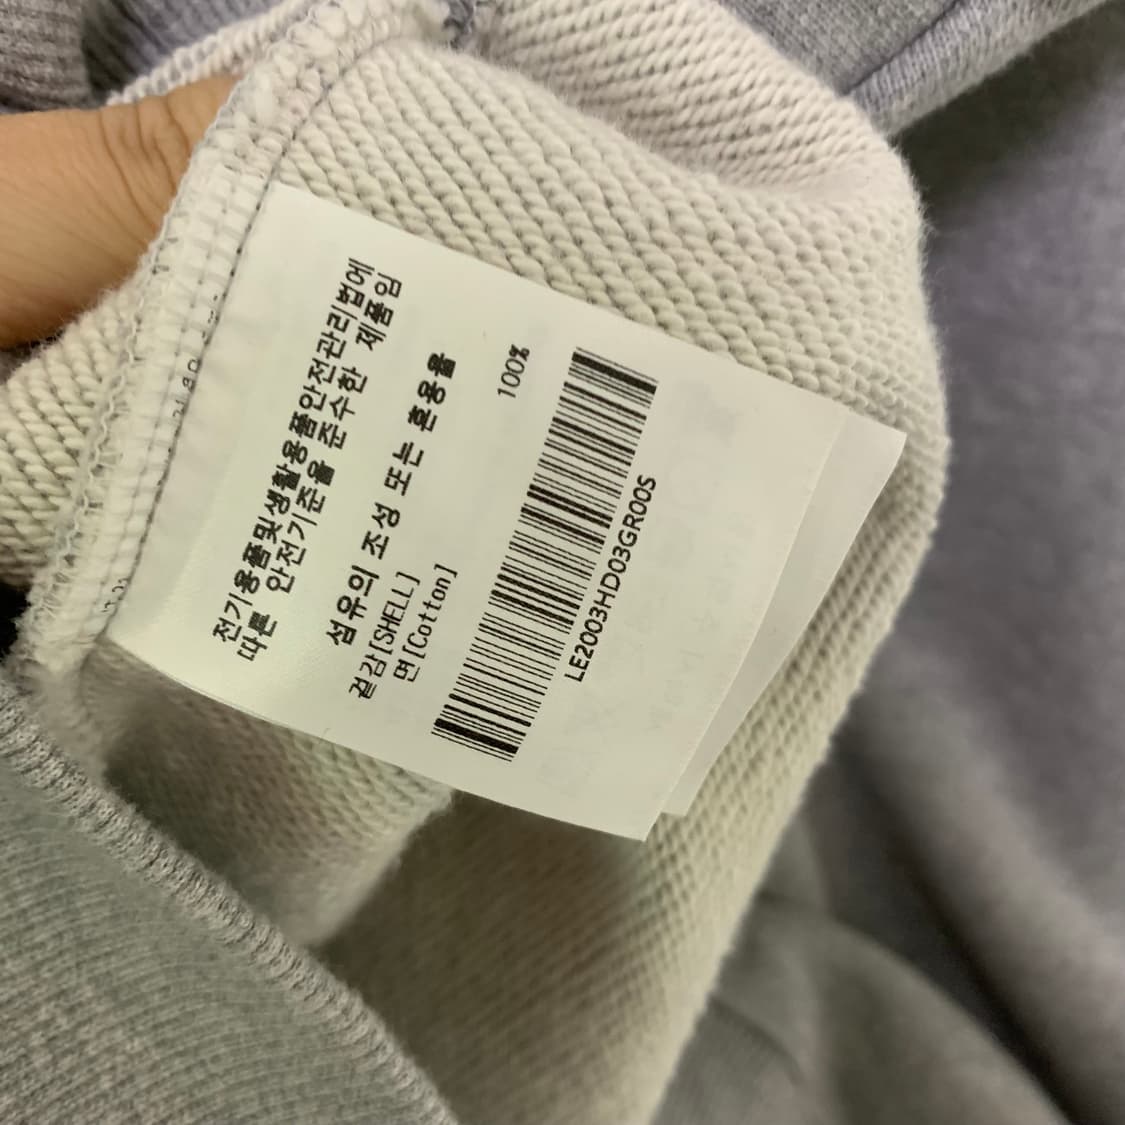 전기용품및생활용품안전관리법에
따른 안전기준을 준수한 제품임
섬유의 조성 또는 혼용율
겉감[SHELL]
면[Cotton] 100%
LE2003HD03GR00S